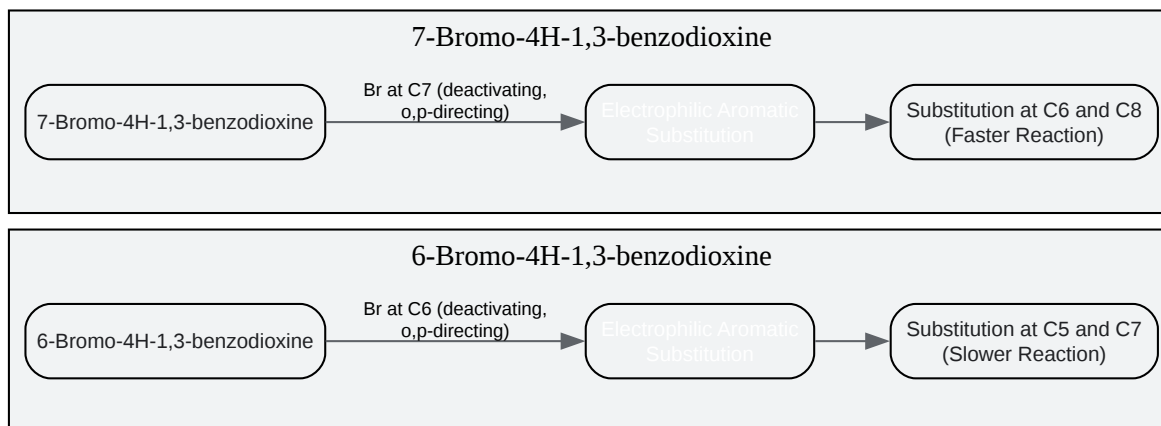 7-Bromo-4H-1,3-benzodioxine
7-Bromo-4H-1,3-benzodioxine
Br at C7 (deactivating,
o,p-directing)
Electrophilic Aromatic
Substitution
Substitution at C6 and C8
(Faster Reaction)
6-Bromo-4H-1,3-benzodioxine
6-Bromo-4H-1,3-benzodioxine
Br at C6 (deactivating,
o,p-directing)
Electrophilic Aromatic
Substitution
Substitution at C5 and C7
(Slower Reaction)